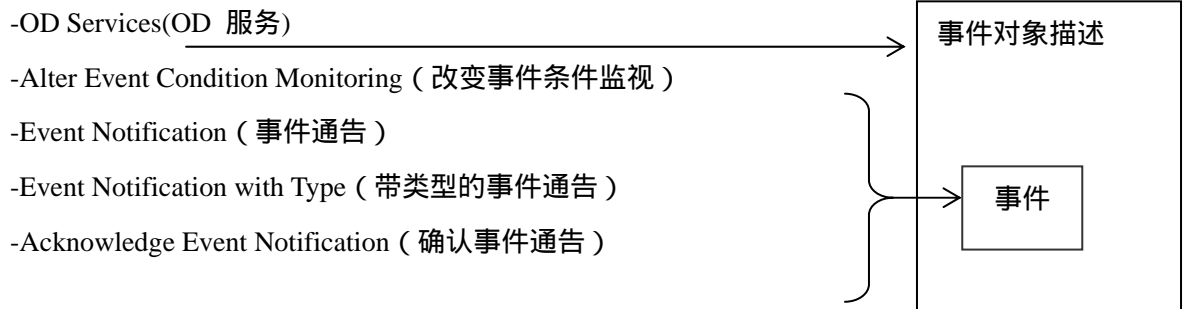 -OD Services(OD 服务)
事件对象描述
-Alter Event Condition Monitoring（改变事件条件监视）
-Event Notification（事件通告）
-Event Notification with Type（带类型的事件通告）
事件
-Acknowledge Event Notification（确认事件通告）